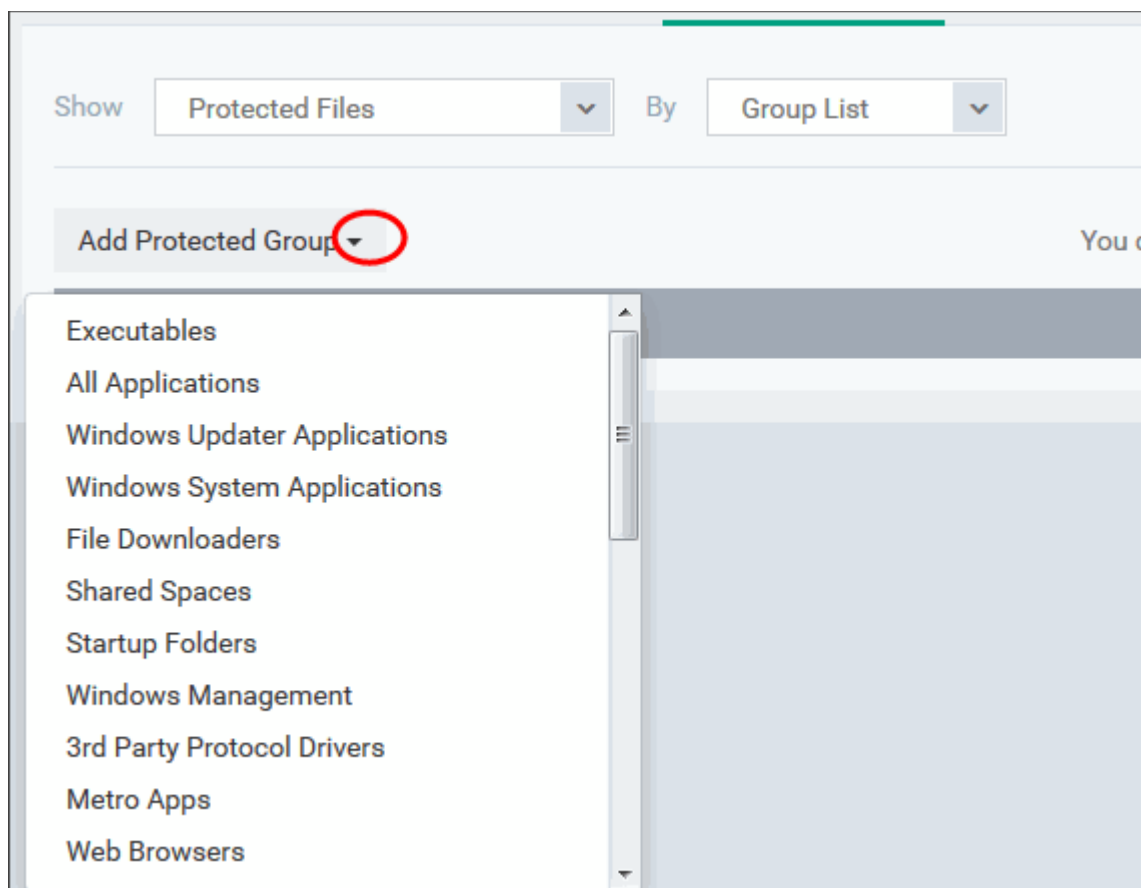 Show Protected Files By Group List
Add Protected Group You
Executables
All Applications
Windows Updater Applications
Windows System Applications
File Downloaders
Shared Spaces
Startup Folders
Windows Management
3rd Party Protocol Drivers
Metro Apps
Web Browsers